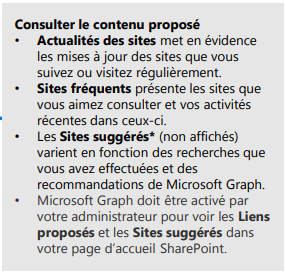 Consulter le contenu proposé
• Actualités des sites met en évidence
les mises à jour des sites que vous
suivez ou visitez régulièrement.
• Sites fréquents présente les sites que
vous aimez consulter et vos activités
récentes dans ceux-ci.
• Les Sites suggérés* (non affichés)
varient en fonction des recherches que
vous avez effectuées et des
recommandations de Microsoft Graph.
• Microsoft Graph doit être activé par
votre administrateur pour voir les Liens
proposés et les Sites suggérés dans
votre page d'accueil SharePoint.